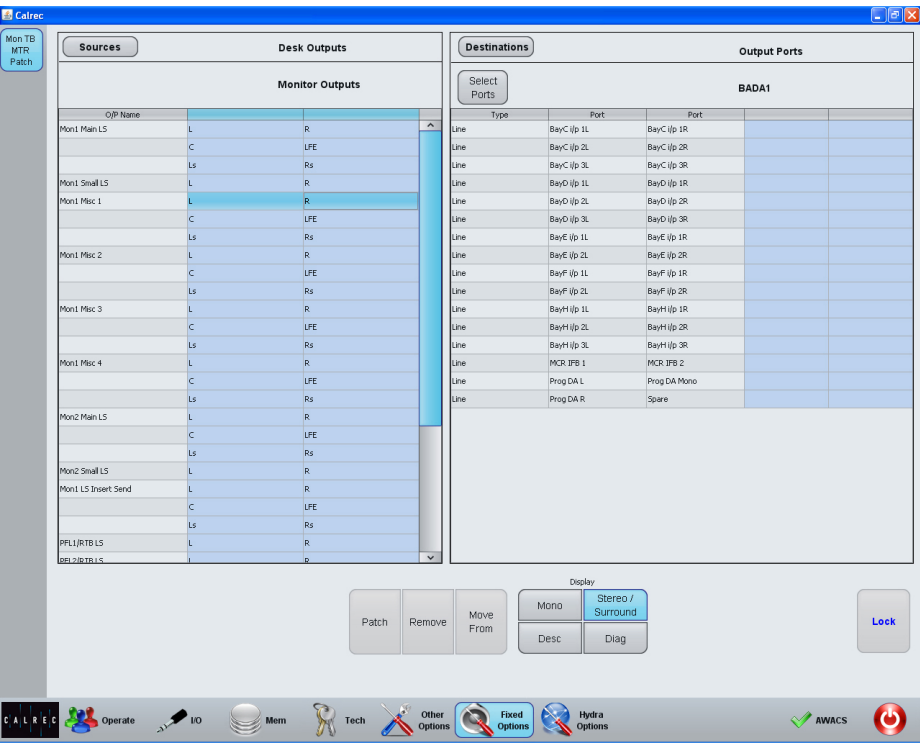 Calrec
Mon TB
MTR
Patch
Sources
Desk Outputs
Monitor Outputs
O/P Name
Mon1 Main LS L R
C LFE
Ls Rs
Mon1 Small LS L R
Mon1 Misc 1 L R
C LFE
Ls Rs
Mon1 Misc 2 L R
C LFE
Ls Rs
Mon1 Misc 3 L R
C LFE
Ls Rs
Mon1 Misc 4 L R
C LFE
Ls Rs
Mon2 Main LS L R
C LFE
Ls Rs
Mon2 Small LS L R
Mon1 LS Insert Send L R
C LFE
Ls Rs
PFL1/RTB LS L R
PFL2/RTB LS L R
Destinations
Output Ports
Select
Ports
BADA1
Type Port Port
Line BayC i/p 1L BayC i/p 1R
Line BayC i/p 2L BayC i/p 2R
Line BayC i/p 3L BayC i/p 3R
Line BayD i/p 1L BayD i/p 1R
Line BayD i/p 2L BayD i/p 2R
Line BayD i/p 3L BayD i/p 3R
Line BayE i/p 1L BayE i/p 1R
Line BayE i/p 2L BayE i/p 2R
Line BayF i/p 1L BayF i/p 1R
Line BayF i/p 2L BayF i/p 2R
Line BayH i/p 1L BayH i/p 1R
Line BayH i/p 2L BayH i/p 2R
Line BayH i/p 3L BayH i/p 3R
Line MCR IFB 1 MCR IFB 2
Line Prog DA L Prog DA Mono
Line Prog DA R Spare
Patch
Remove
Move
From
Display
Mono
Stereo /
Surround
Desc
Diag
Lock
CALREC
Operate
I/O
Mem
Tech
Other
Options
Fixed
Options
Hydra
Options
AWACS